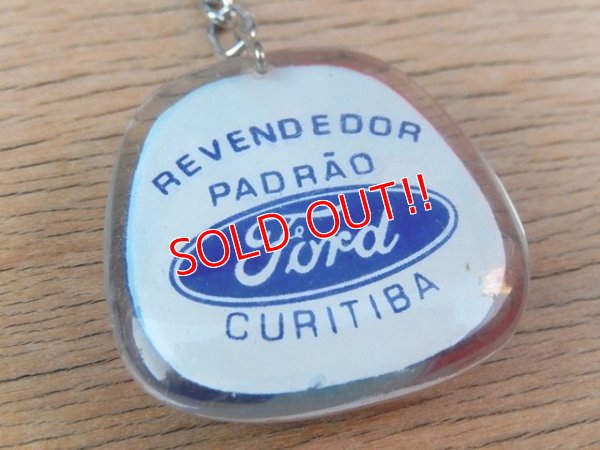 REVENDEDOR
PADRÃO
Ford
SOLD OUT!!
CURITIBA